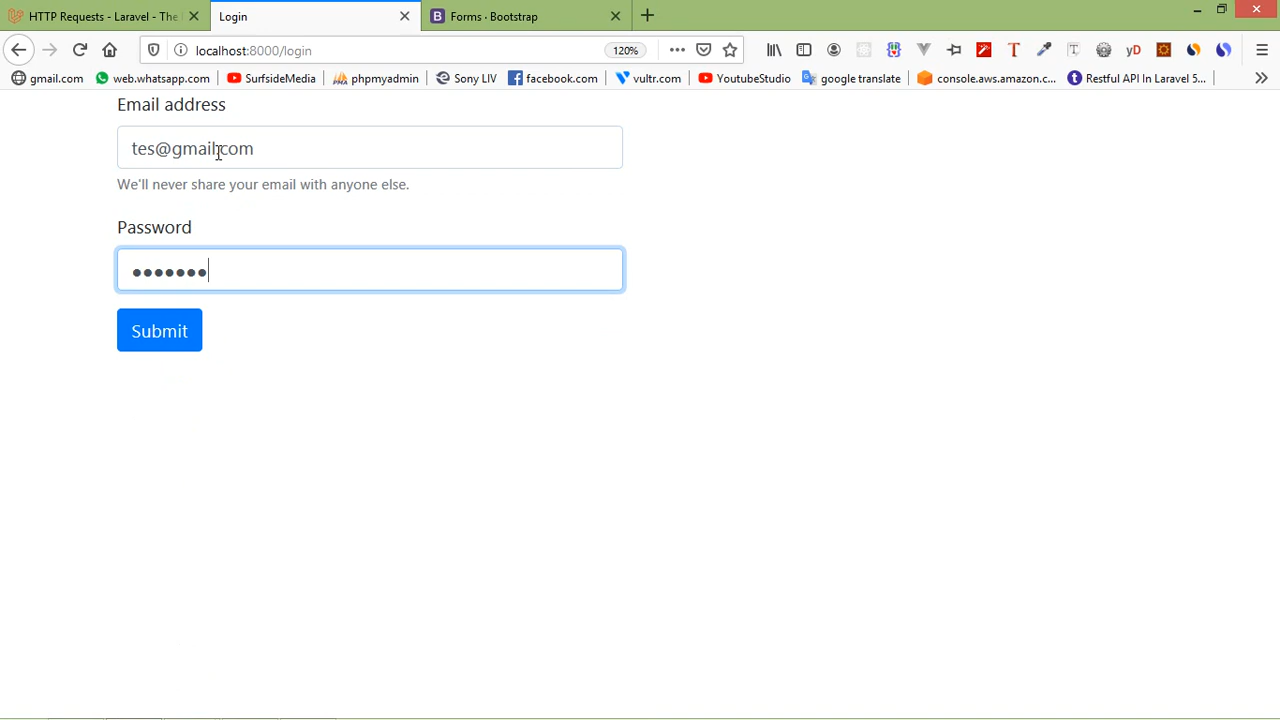 HTTP Requests - Laravel - The
Login
Forms · Bootstrap
localhost:8000/login
120%
gmail.com
web.whatsapp.com
SurfsideMedia
phpmyadmin
Sony LIV
facebook.com
vultr.com
YoutubeStudio
google translate
console.aws.amazon.c...
Restful API In Laravel 5...
Email address
tes@gmail.com
We'll never share your email with anyone else.
Password
Submit